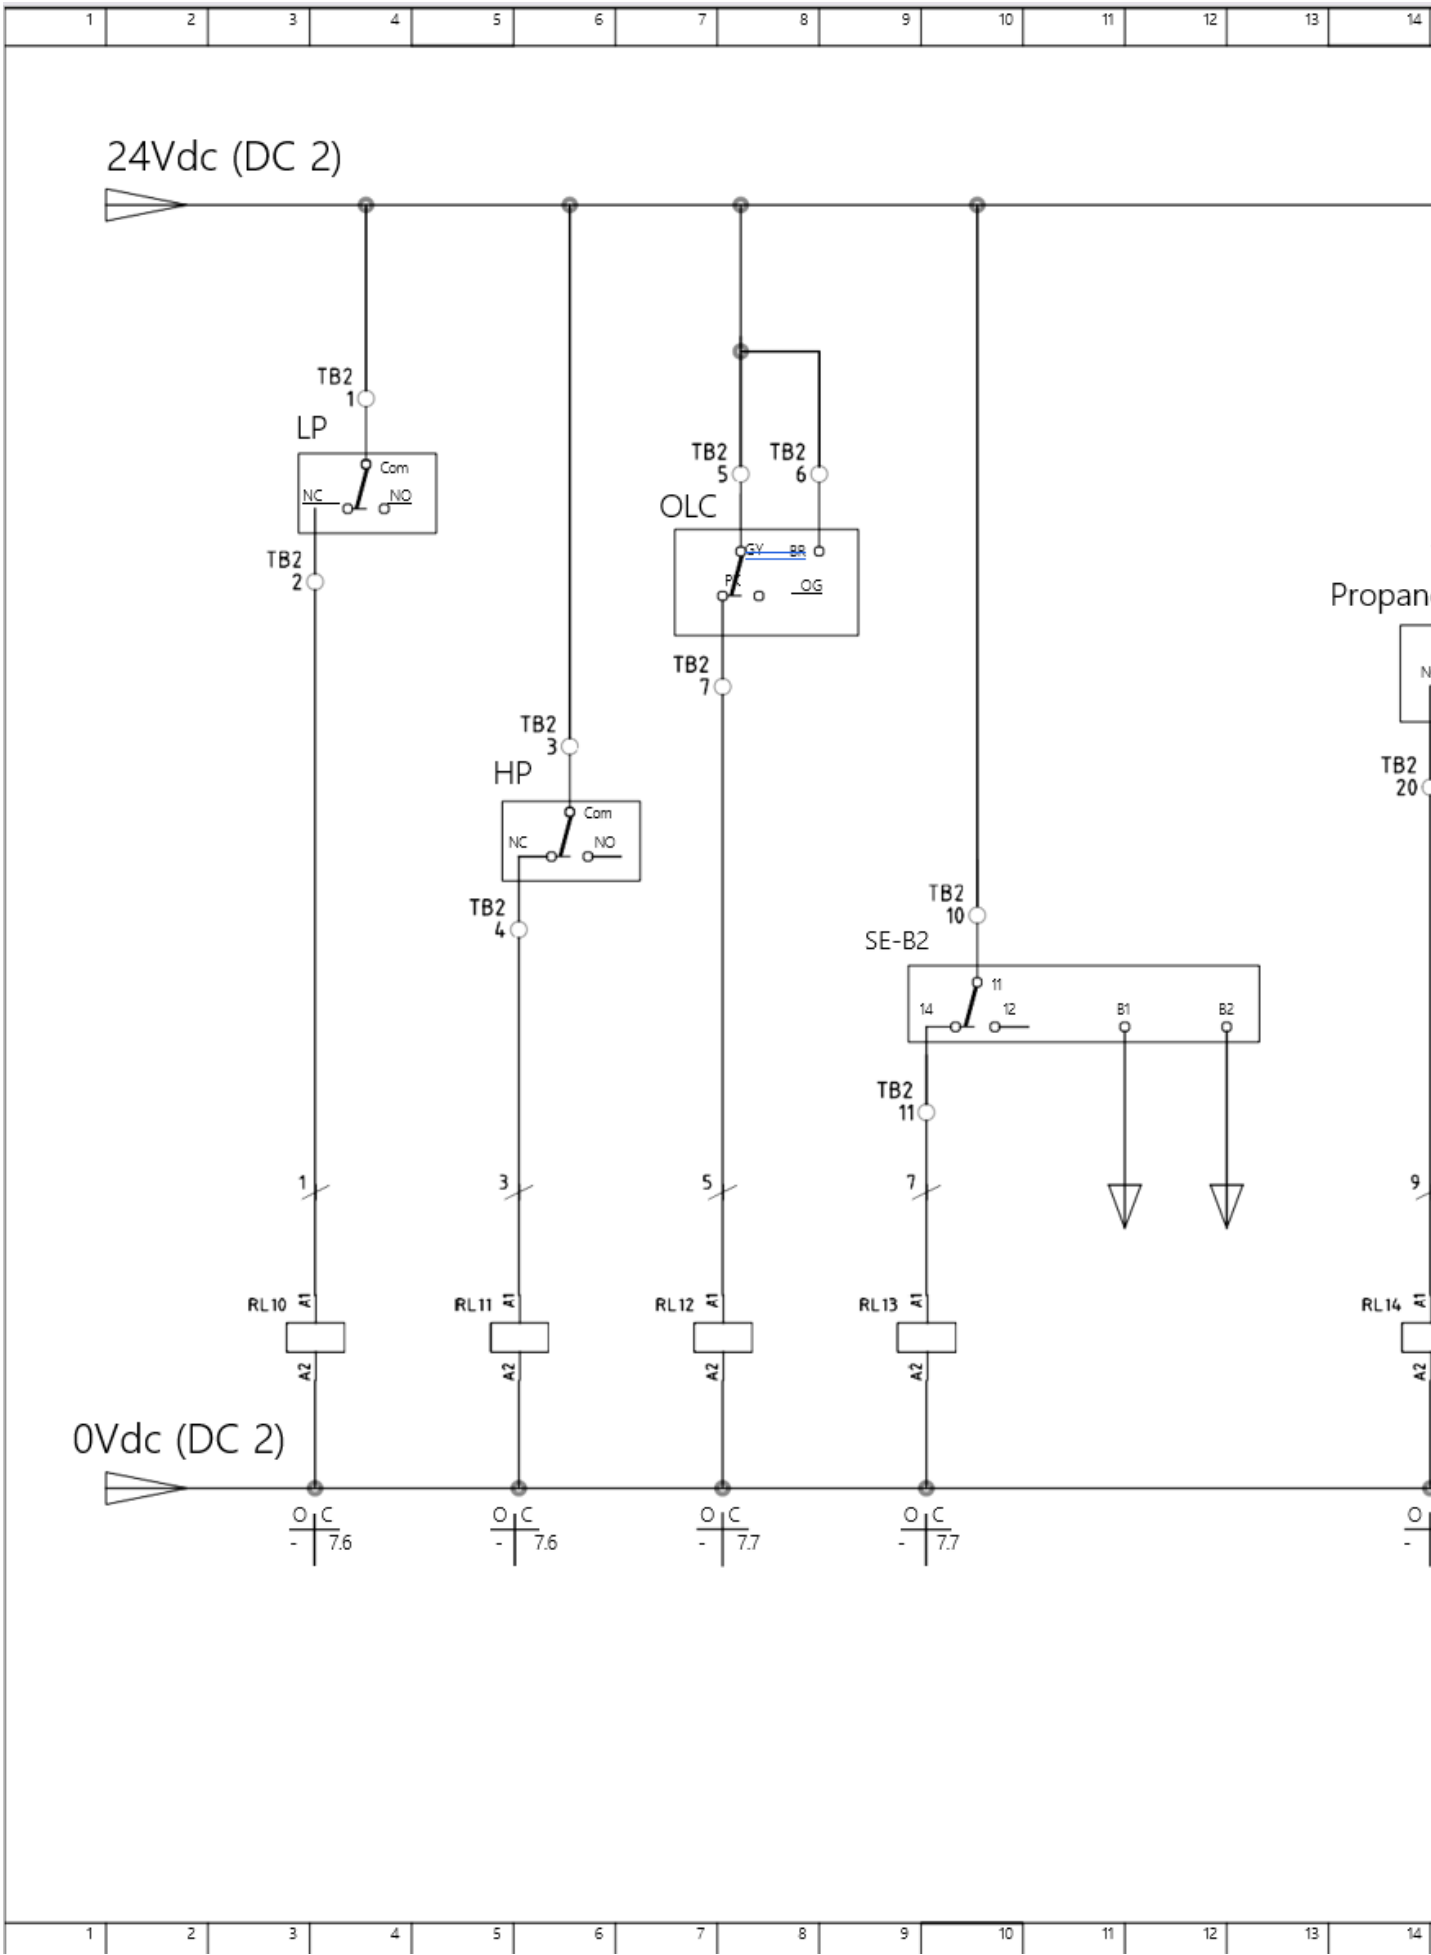 1 2 3 4 5 6 7 8 9 10 11 12 13 14
24Vdc (DC 2)
TB2
1
LP
Com
NC NO
TB2
2
TB2
3
HP
Com
NC NO
TB2
4
TB2 TB2
5 6
OLC
GY BR
OG
TB2
7
TB2
10
SE-B2
11
14 12 B1 B2
TB2
11
TB2
20
1 3 5 7 9
RL10 A1 RL11 A1 RL12 A1 RL13 A1 RL14 A1
A2 A2 A2 A2 A2
0Vdc (DC 2)
O C O C O C O C O
- 7.6 - 7.6 - 7.7 - 7.7 -
1 2 3 4 5 6 7 8 9 10 11 12 13 14